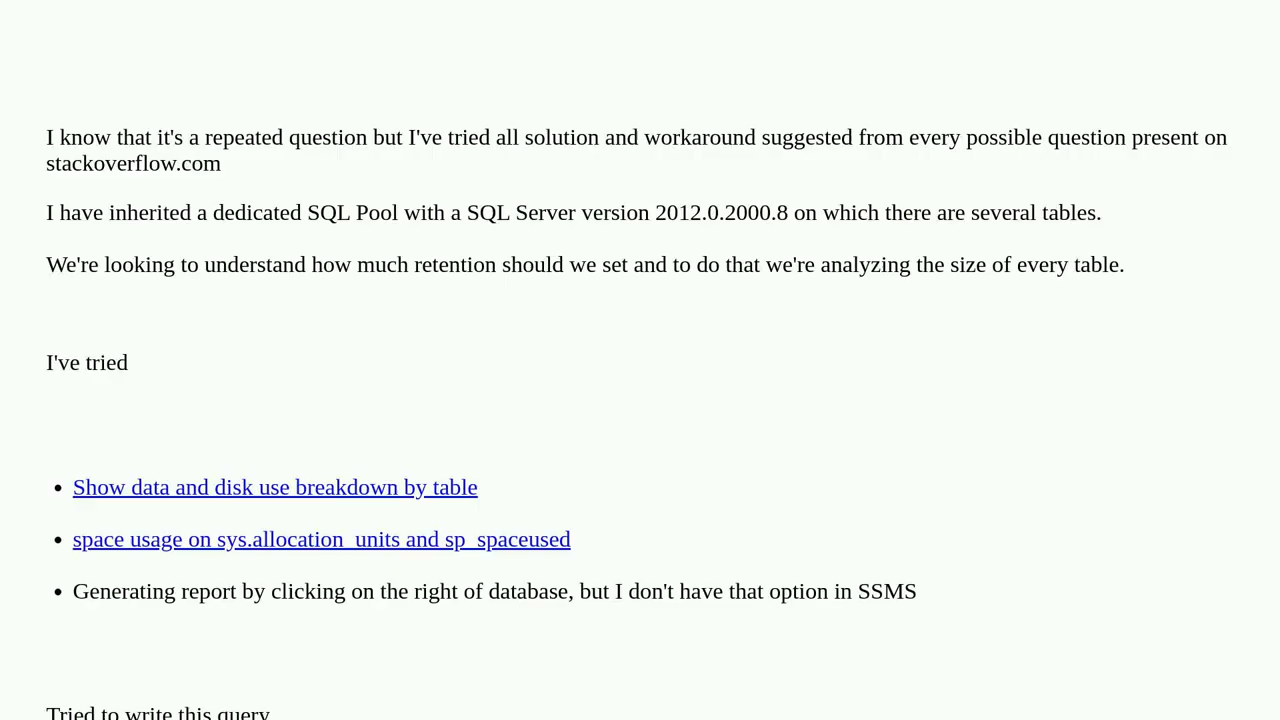 I know that it's a repeated question but I've tried all solution and workaround suggested from every possible question present on
stackoverflow.com
I have inherited a dedicated SQL Pool with a SQL Server version 2012.0.2000.8 on which there are several tables.
We're looking to understand how much retention should we set and to do that we're analyzing the size of every table.
I've tried
• Show data and disk use breakdown by table
• space usage on sys.allocation_units and sp_spaceused
• Generating report by clicking on the right of database, but I don't have that option in SSMS
Tried to write this query